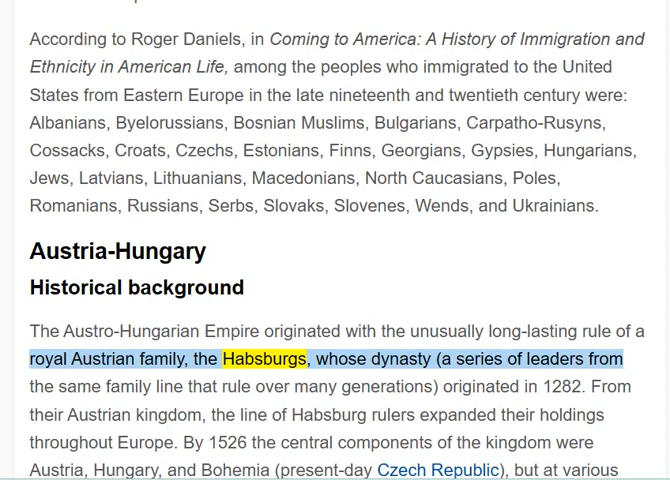 According to Roger Daniels, in Coming to America: A History of Immigration and
Ethnicity in American Life, among the peoples who immigrated to the United
States from Eastern Europe in the late nineteenth and twentieth century were:
Albanians, Byelorussians, Bosnian Muslims, Bulgarians, Carpatho-Rusyns,
Cossacks, Croats, Czechs, Estonians, Finns, Georgians, Gypsies, Hungarians,
Jews, Latvians, Lithuanians, Macedonians, North Caucasians, Poles,
Romanians, Russians, Serbs, Slovaks, Slovenes, Wends, and Ukrainians.
Austria-Hungary
Historical background
The Austro-Hungarian Empire originated with the unusually long-lasting rule of a
royal Austrian family, the Habsburgs, whose dynasty (a series of leaders from
the same family line that rule over many generations) originated in 1282. From
their Austrian kingdom, the line of Habsburg rulers expanded their holdings
throughout Europe. By 1526 the central components of the kingdom were
Austria, Hungary, and Bohemia (present-day Czech Republic), but at various